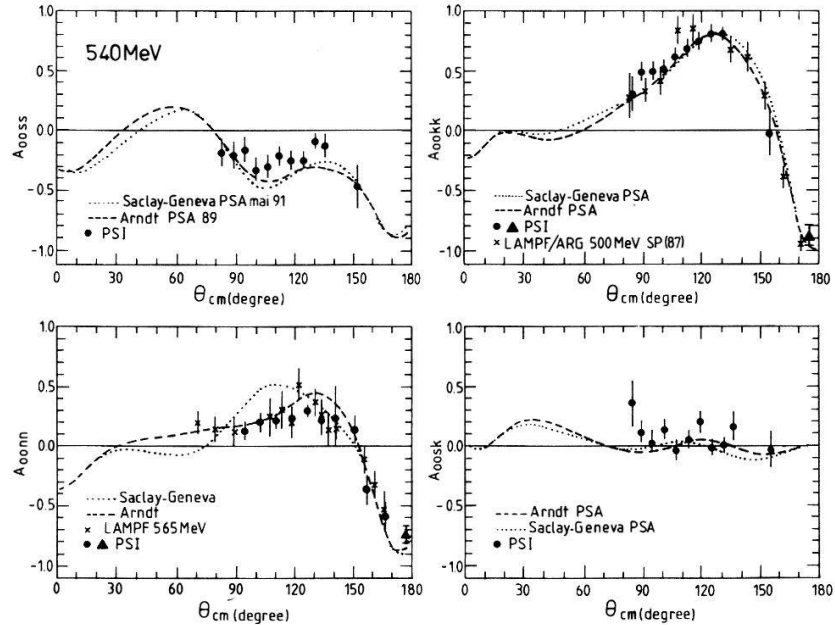 540MeV
A₀₀ss
1.0
0.5
0.0
-0.5
-1.0
Saclay-Geneva PSA mai 91
Arndt PSA 89
PSI
0 30 60 90 120 150 180
θcm(degree)
A₀₀kk
1.0
0.5
0.0
-0.5
-1.0
Saclay-Geneva PSA
Arndt PSA
PSI
LAMPF/ARG 500MeV SP(87)
0 30 60 90 120 150 180
θcm(degree)
A₀₀nn
1.0
0.5
0.0
-0.5
-1.0
Saclay-Geneva
Arndt
LAMPF 565MeV
PSI
0 30 60 90 120 150 180
θcm(degree)
A₀₀sk
1.0
0.5
0.0
-0.5
-1.0
Arndt PSA
Saclay-Geneva PSA
PSI
0 30 60 90 120 150 180
θcm(degree)